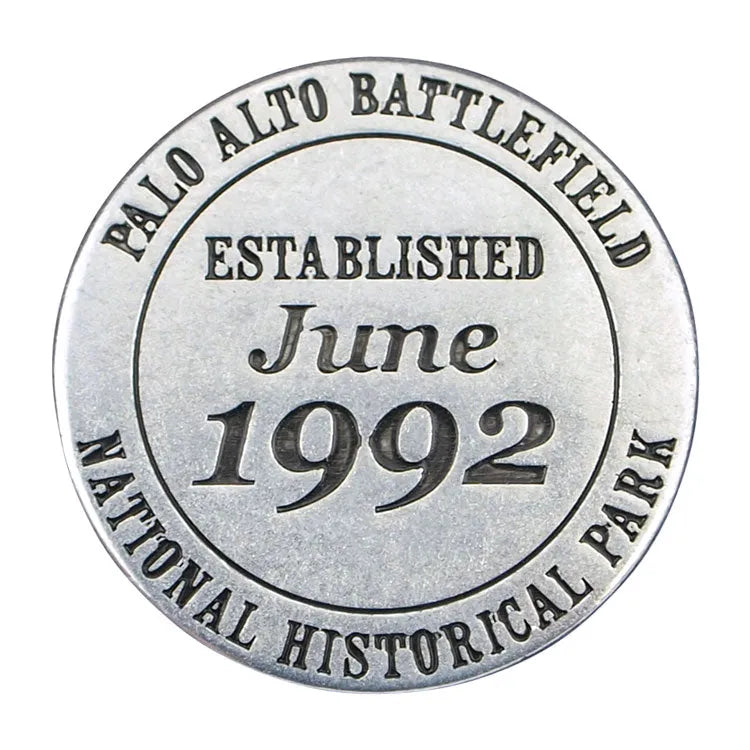 PALO ALTO BATTLEFIELD
ESTABLISHED
June
1992
NATIONAL HISTORICAL PARK